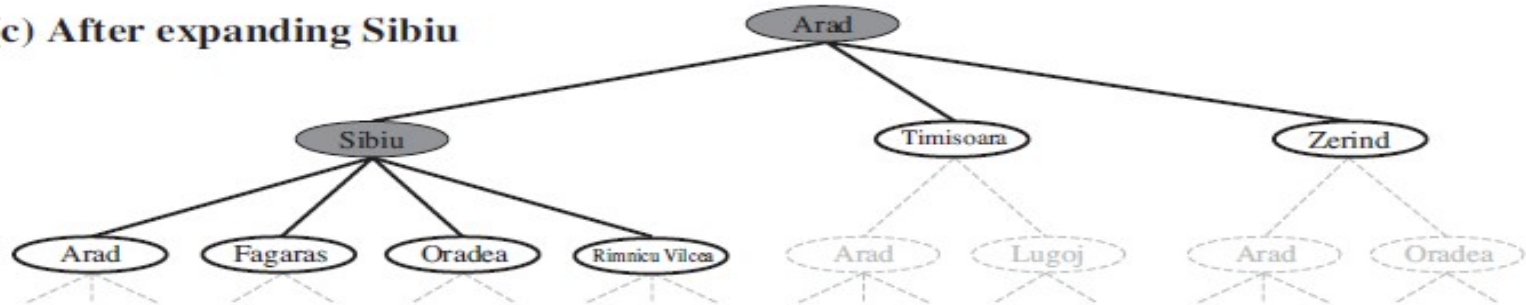 c) After expanding Sibiu
Arad
Sibiu
Timisoara
Zerind
Arad
Fagaras
Oradea
Rimnicu Vilcea
Arad
Lugoj
Arad
Oradea